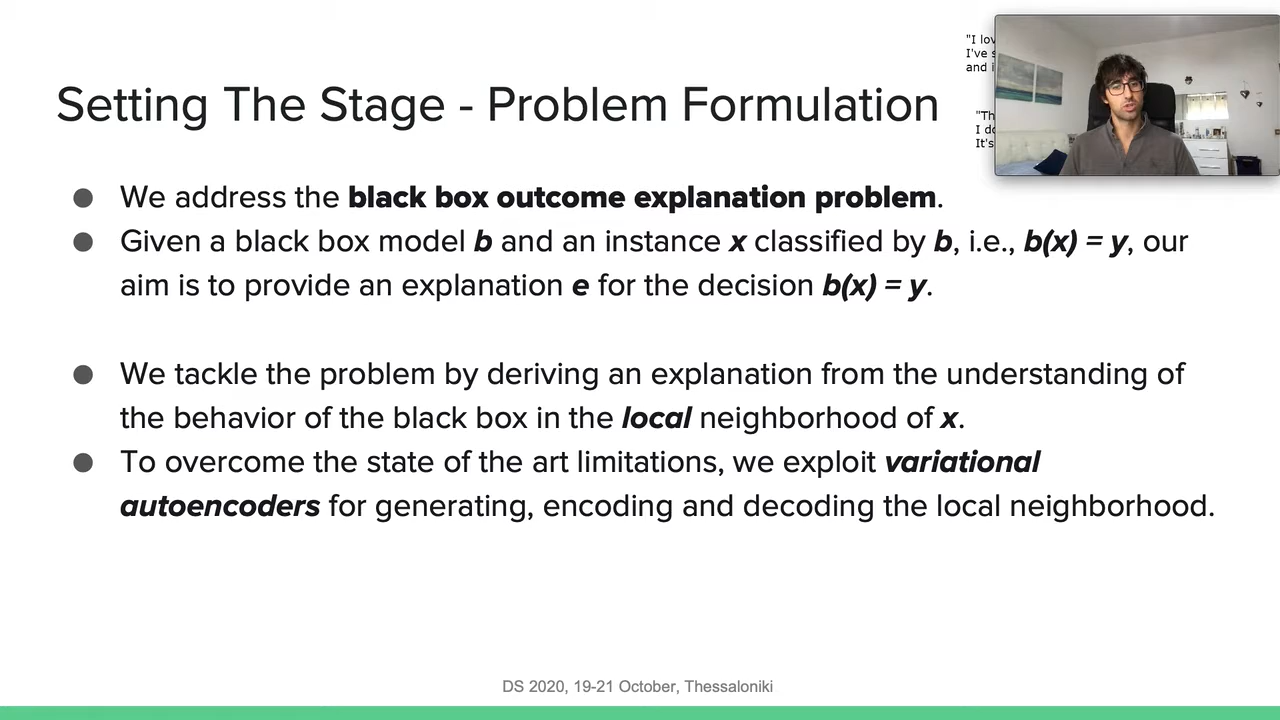 "I
I've
and
Setting The Stage - Problem Formulation
"Th
I
It's
● We address the black box outcome explanation problem.
● Given a black box model b and an instance x classified by b, i.e., b(x) = y, our
aim is to provide an explanation e for the decision b(x) = y.
● We tackle the problem by deriving an explanation from the understanding of
the behavior of the black box in the local neighborhood of x.
● To overcome the state of the art limitations, we exploit variational
autoencoders for generating, encoding and decoding the local neighborhood.
DS 2020, 19-21 October, Thessaloniki